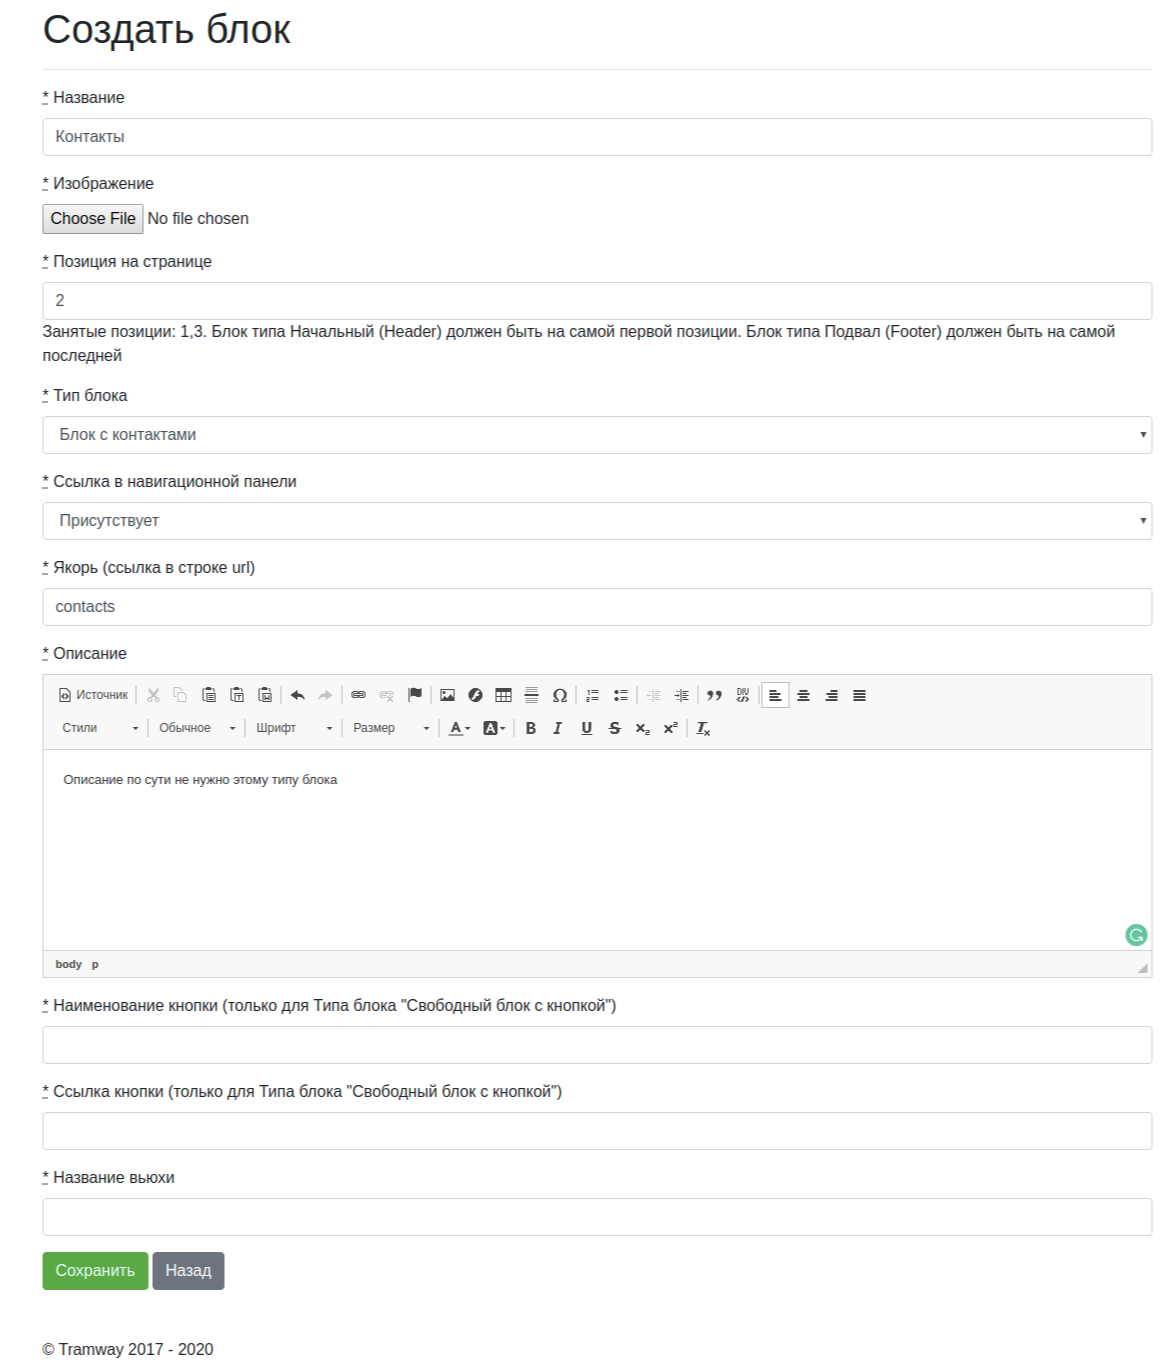 Создать блок
* Название
Контакты
* Изображение
Choose File No file chosen
* Позиция на странице
2
Занятые позиции: 1,3. Блок типа Начальный (Header) должен быть на самой первой позиции. Блок типа Подвал (Footer) должен быть на самой
последней
* Тип блока
Блок с контактами
* Ссылка в навигационной панели
Присутствует
* Якорь (ссылка в строке url)
contacts
* Описание
Источник
Стили Обычное Шрифт Размер
Описание по сути не нужно этому типу блока
body p
* Наименование кнопки (только для Типа блока "Свободный блок с кнопкой")
* Ссылка кнопки (только для Типа блока "Свободный блок с кнопкой")
* Название вьюхи
Сохранить Назад
© Tramway 2017 - 2020